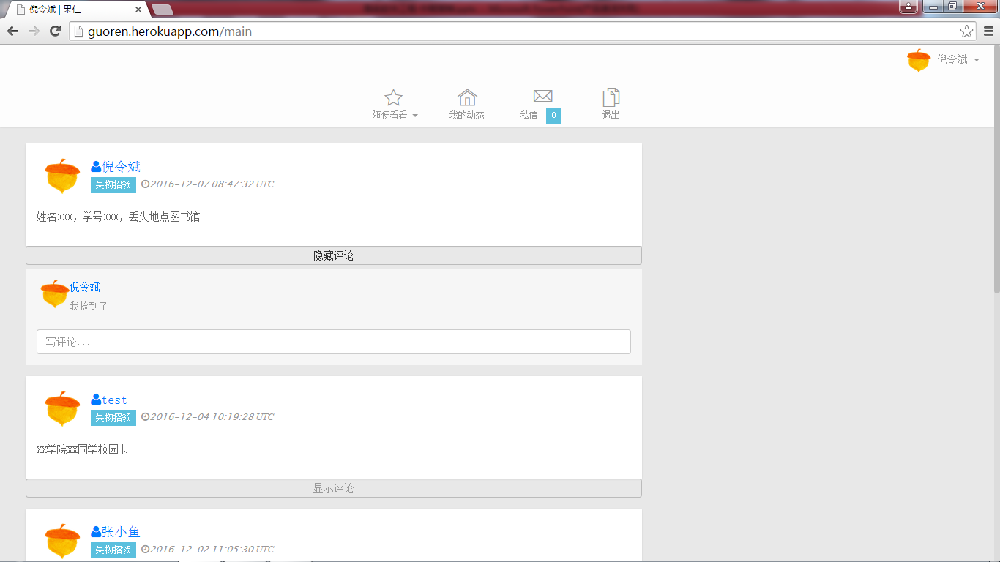 倪令斌 | 果仁
guoren.herokuapp.com/main
倪令斌
随便看看
我的动态
私信 0
退出
倪令斌
失物招领 2016-12-07 08:47:32 UTC
姓名XXX，学号XXX，丢失地点图书馆
隐藏评论
倪令斌
我捡到了
写评论...
test
失物招领 2016-12-04 10:19:28 UTC
XX学院XX同学校园卡
显示评论
张小鱼
失物招领 2016-12-02 11:05:30 UTC